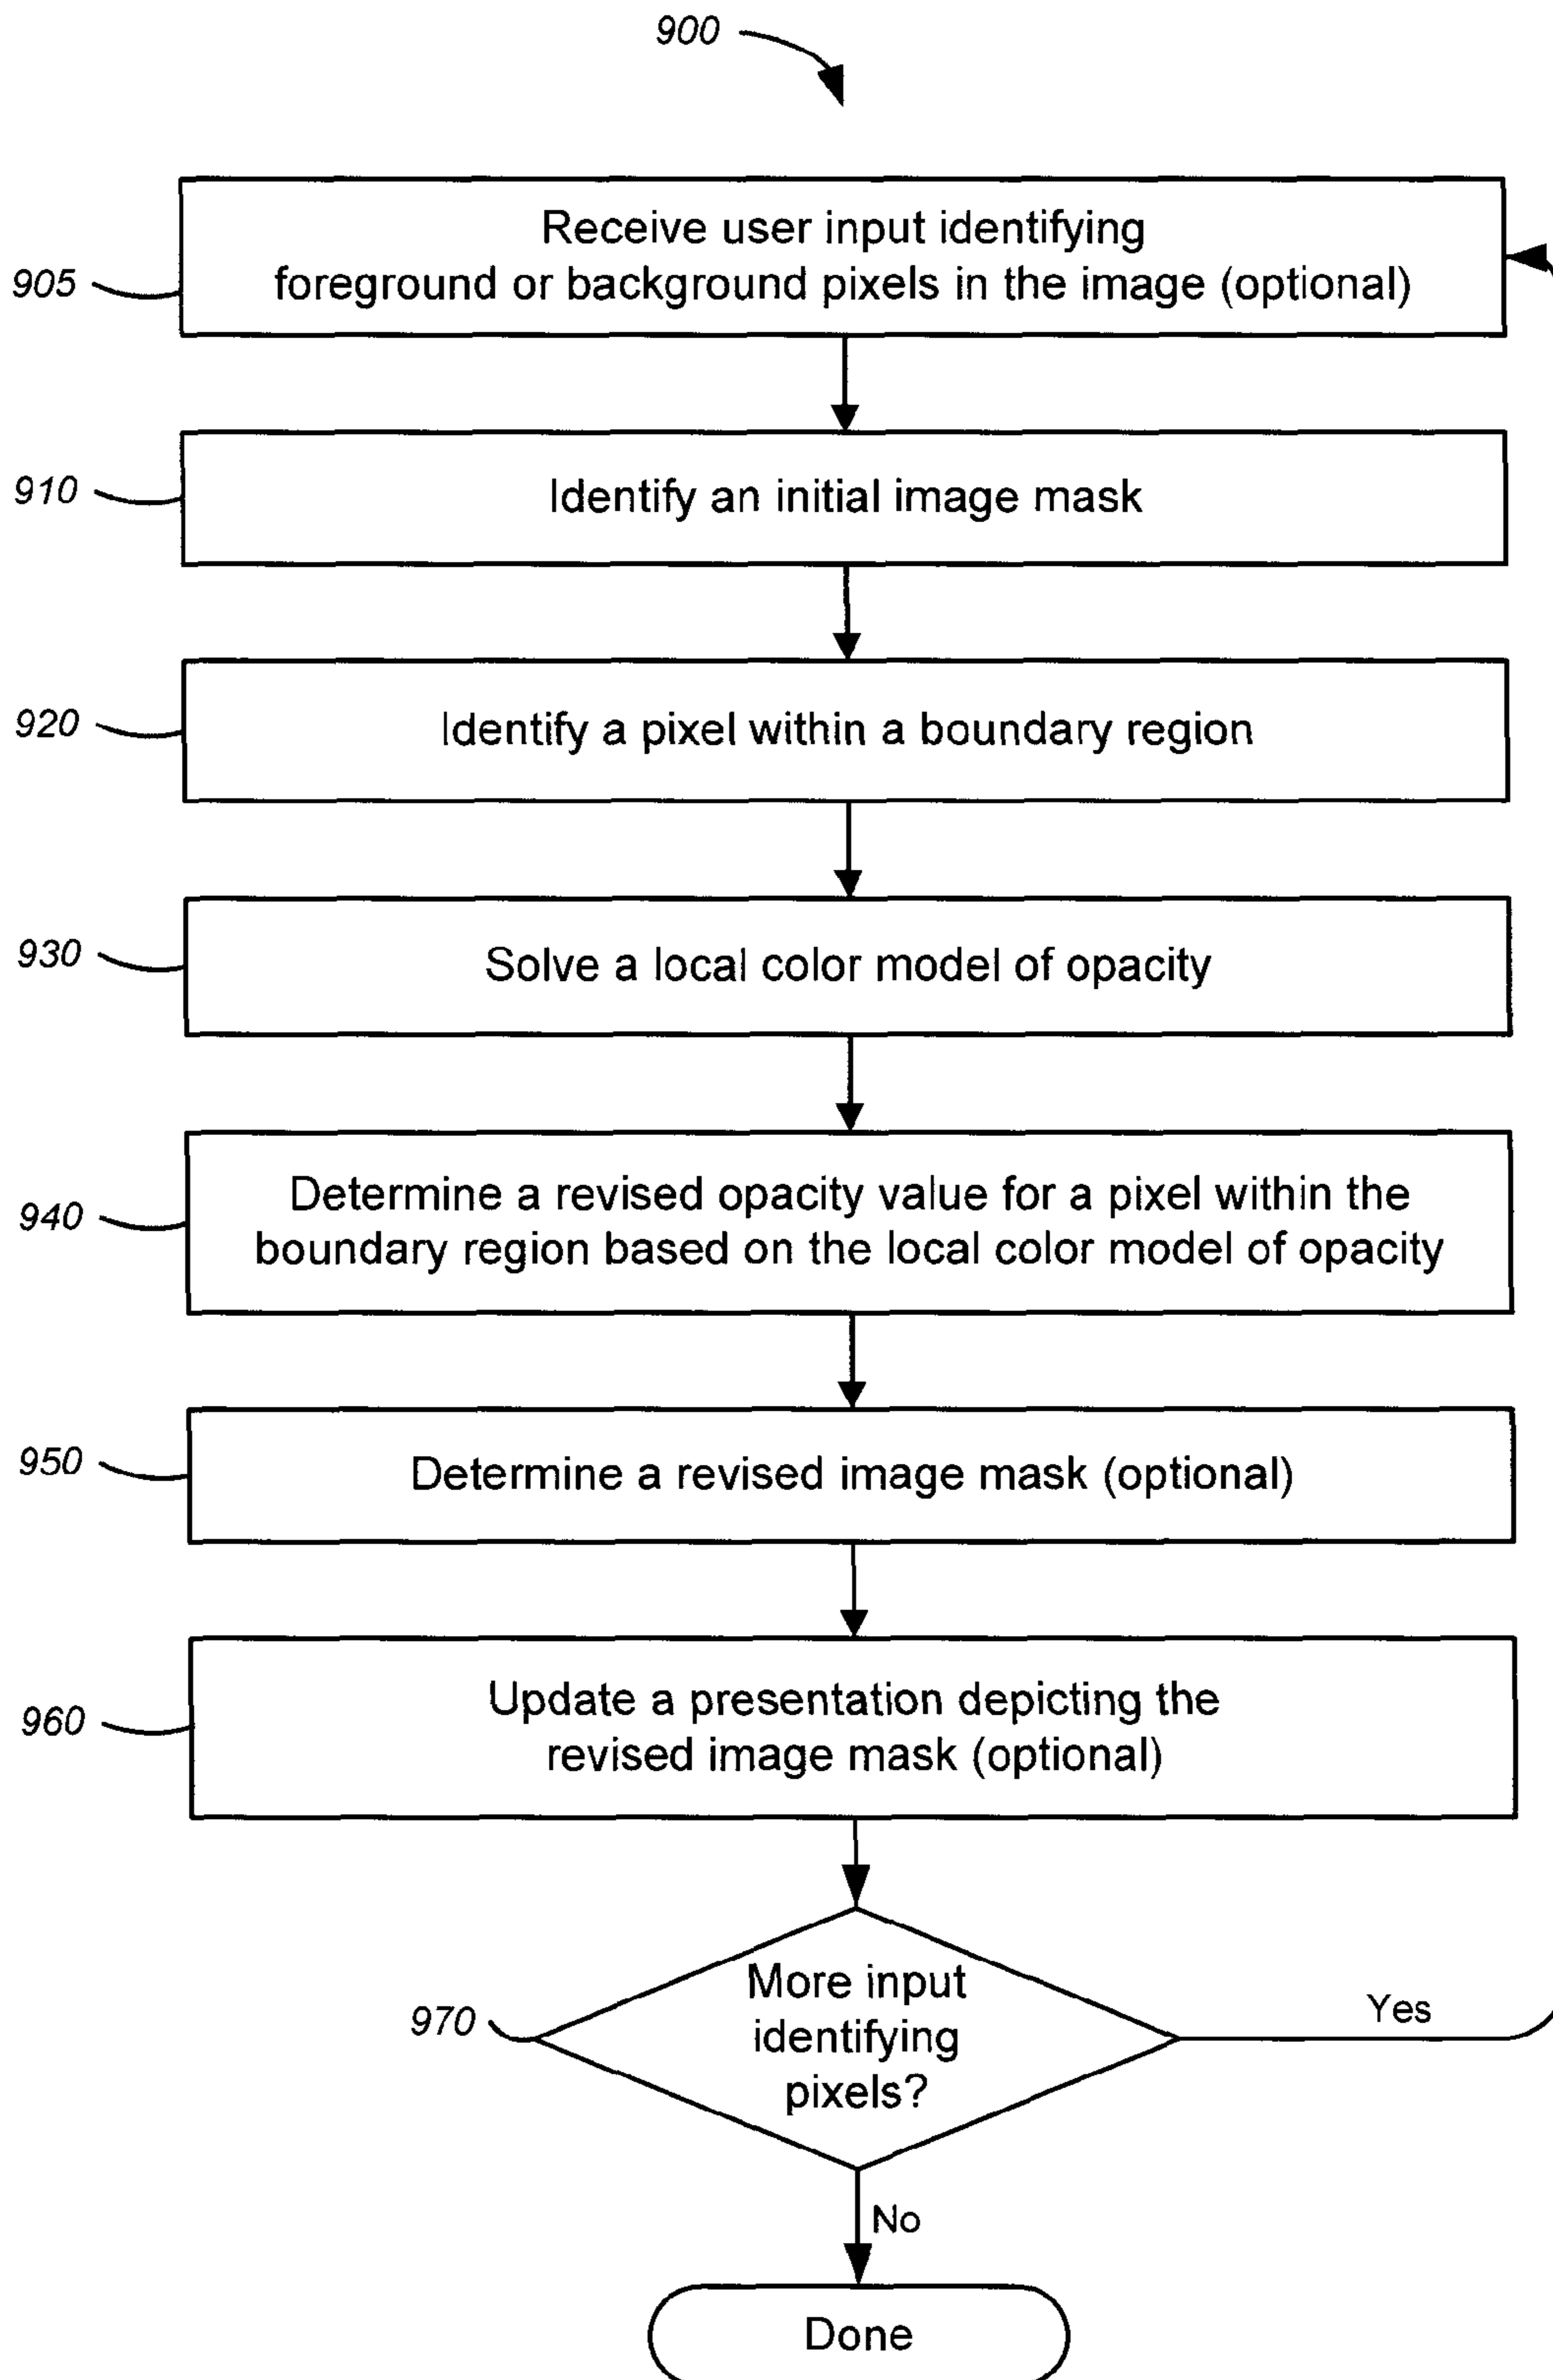 900
905
Receive user input identifying
foreground or background pixels in the image (optional)
910
Identify an initial image mask
920
Identify a pixel within a boundary region
930
Solve a local color model of opacity
940
Determine a revised opacity value for a pixel within the
boundary region based on the local color model of opacity
950
Determine a revised image mask (optional)
960
Update a presentation depicting the
revised image mask (optional)
970
More input
identifying
pixels?
Yes
No
Done